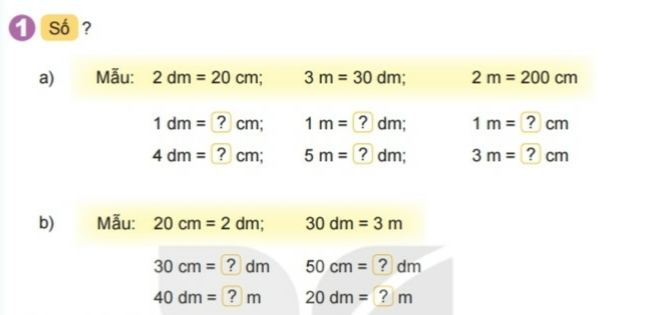 1 Số ?
a) Mẫu: 2 dm = 20 cm; 3 m = 30 dm; 2 m = 200 cm
1 dm = ? cm; 1 m = ? dm; 1 m = ? cm
4 dm = ? cm; 5 m = ? dm; 3 m = ? cm
b) Mẫu: 20 cm = 2 dm; 30 dm = 3 m
30 cm = ? dm 50 cm = ? dm
40 dm = ? m 20 dm = ? m